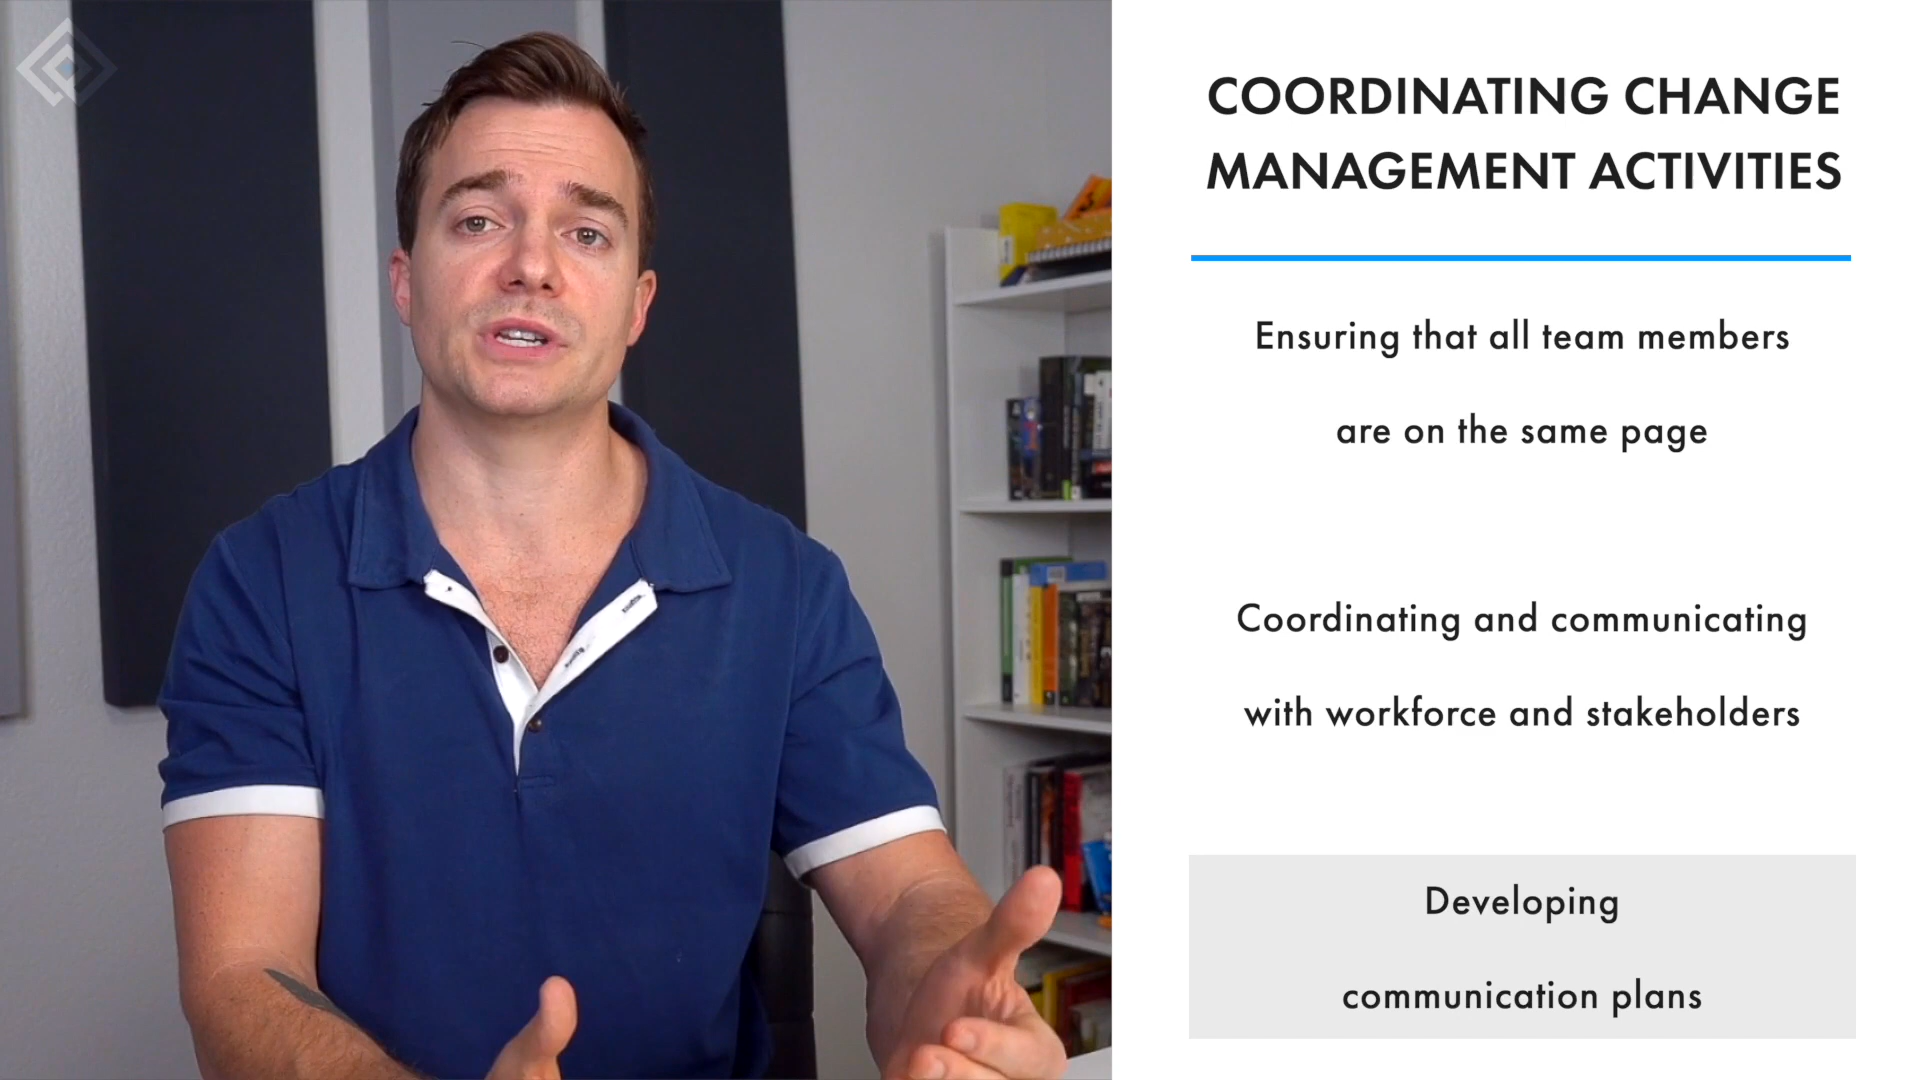 COORDINATING CHANGE
MANAGEMENT ACTIVITIES
Ensuring that all team members
are on the same page
Coordinating and communicating
with workforce and stakeholders
Developing
communication plans